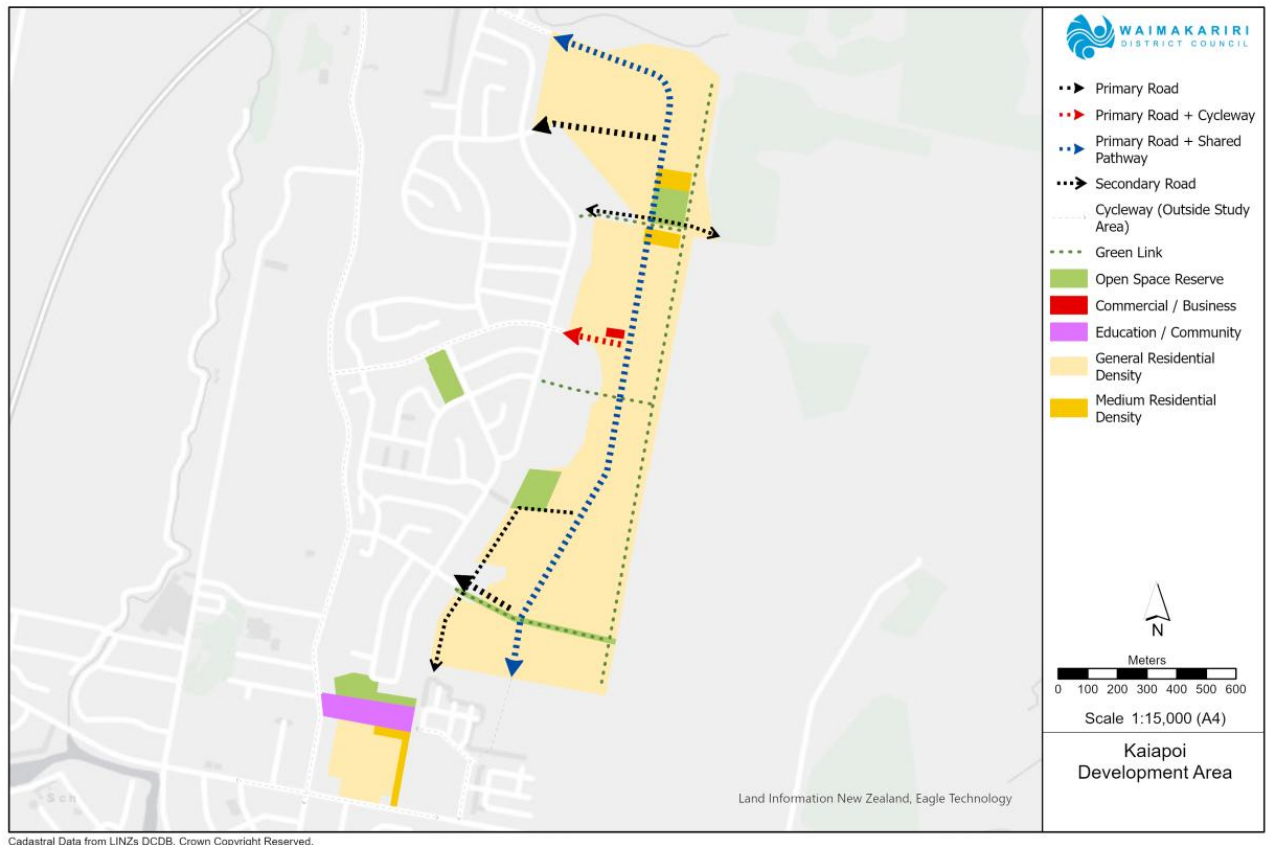 WAIMAKARIRI
DISTRICT COUNCIL
Primary Road
Primary Road + Cycleway
Primary Road + Shared
Pathway
Secondary Road
Cycleway (Outside Study
Area)
Green Link
Open Space Reserve
Commercial / Business
Education / Community
General Residential
Density
Medium Residential
Density
N
Meters
0 100 200 300 400 500 600
Scale 1:15,000 (A4)
Kaiapoi
Development Area
Sch
Land Information New Zealand, Eagle Technology
Cadastral Data from LINZs DCDB. Crown Copyright Reserved.